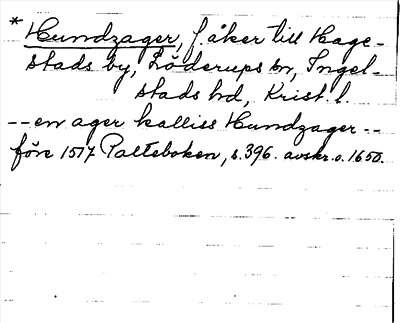 * Hundzager, f. åker till Hage-
stads by, Löderups sn, Ingel-
stads hd, Krist. l.
-- en ager kalliss Hundzager --
före 1517 Palteboken, s. 396. avskr. o. 1650.